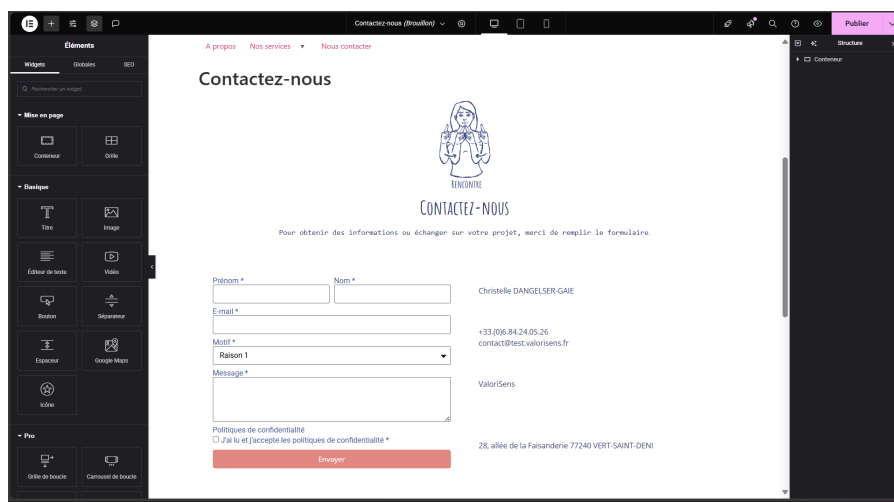 Contactez-nous (Brouillon)
Publier
Éléments
Structure
Widgets Globales SEO
Rechercher un widget...
Conteneur
Mise en page
Conteneur Grille
Basique
Titre Image
Éditeur de texte Vidéo
Bouton Séparateur
Espaceur Google Maps
Icône
Pro
Grille de boucle Carrousel de boucle
A propos Nos services Nous contacter
Contactez-nous
RENCONTRE
CONTACTEZ-NOUS
Pour obtenir des informations ou échanger sur votre projet, merci de remplir le formulaire
Prénom * Nom *
E-mail *
Motif *
Raison 1
Message *
Politiques de confidentialité
J'ai lu et j'accepte les politiques de confidentialité *
Envoyer
Christelle DANGELSER-GAIE
+33.(0)6.84.24.05.26
contact@test.valorisens.fr
ValoriSens
28, allée de la Faisanderie 77240 VERT-SAINT-DENI